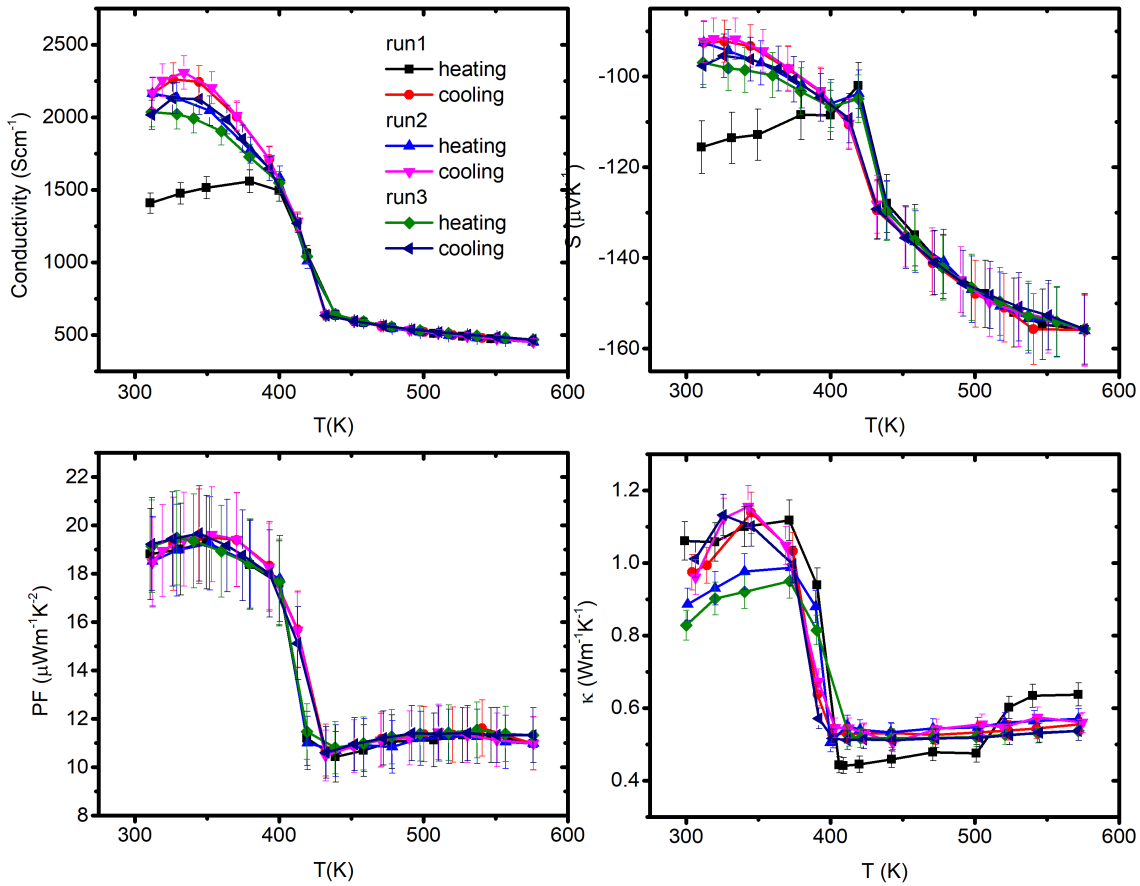 2500
2000
1500
1000
500
Conductivity (Scm⁻¹)
300 400 500 600
T(K)
run1
heating
cooling
run2
heating
cooling
run3
heating
cooling
-100
-120
-140
-160
S (µVK⁻¹)
300 400 500 600
T(K)
22
20
18
16
14
12
10
8
PF (µWm⁻¹K⁻²)
300 400 500 600
T(K)
1.2
1.0
0.8
0.6
0.4
κ (Wm⁻¹K⁻¹)
300 400 500 600
T (K)